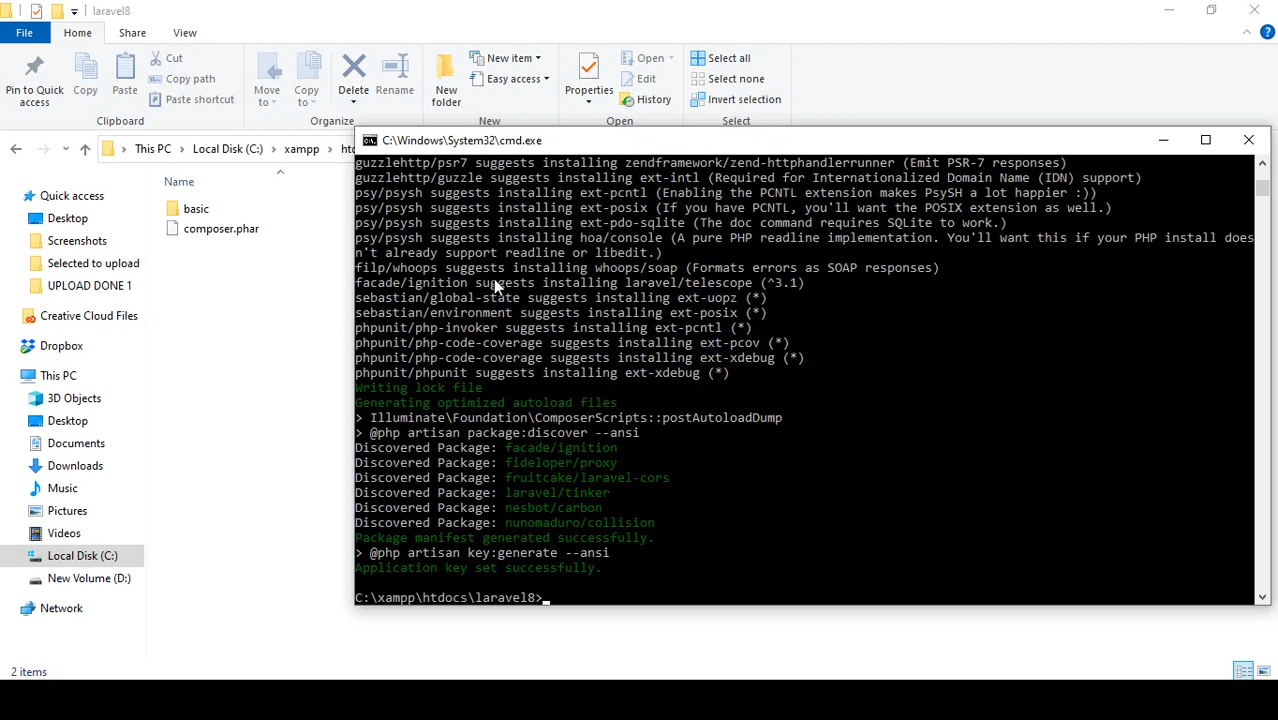 laravel8
File
Home
Share
View
Pin to Quick access
Copy
Paste
Cut
Copy path
Paste shortcut
Clipboard
Move to
Copy to
Delete
Rename
Organize
New folder
New item
Easy access
New
Properties
Open
Edit
History
Open
Select all
Select none
Invert selection
Select
This PC
Local Disk (C:)
xampp
Quick access
Desktop
Screenshots
Selected to upload
UPLOAD DONE 1
Creative Cloud Files
Dropbox
This PC
3D Objects
Desktop
Documents
Downloads
Music
Pictures
Videos
Local Disk (C:)
New Volume (D:)
Network
2 items
Name
basic
composer.phar
C:\Windows\System32\cmd.exe
guzzlehttp/psr7 suggests installing zendframework/zend-httphandlerrunner (Emit PSR-7 responses)
guzzlehttp/guzzle suggests installing ext-intl (Required for Internationalized Domain Name (IDN) support)
psy/psysh suggests installing ext-pcntl (Enabling the PCNTL extension makes PsySH a lot happier :))
psy/psysh suggests installing ext-posix (If you have PCNTL, you'll want the POSIX extension as well.)
psy/psysh suggests installing ext-pdo-sqlite (The doc command requires SQLite to work.)
psy/psysh suggests installing hoa/console (A pure PHP readline implementation. You'll want this if your PHP install does
n't already support readline or libedit.)
filp/whoops suggests installing whoops/soap (Formats errors as SOAP responses)
facade/ignition suggests installing laravel/telescope (^3.1)
sebastian/global-state suggests installing ext-uopz (*)
sebastian/environment suggests installing ext-posix (*)
phpunit/php-invoker suggests installing ext-pcntl (*)
phpunit/php-code-coverage suggests installing ext-pcov (*)
phpunit/php-code-coverage suggests installing ext-xdebug (*)
phpunit/phpunit suggests installing ext-xdebug (*)
Writing lock file
Generating optimized autoload files
> Illuminate\Foundation\ComposerScripts::postAutoloadDump
> @php artisan package:discover --ansi
Discovered Package: facade/ignition
Discovered Package: fideloper/proxy
Discovered Package: fruitcake/laravel-cors
Discovered Package: laravel/tinker
Discovered Package: nesbot/carbon
Discovered Package: nunomaduro/collision
Package manifest generated successfully.
> @php artisan key:generate --ansi
Application key set successfully.
C:\xampp\htdocs\laravel8>